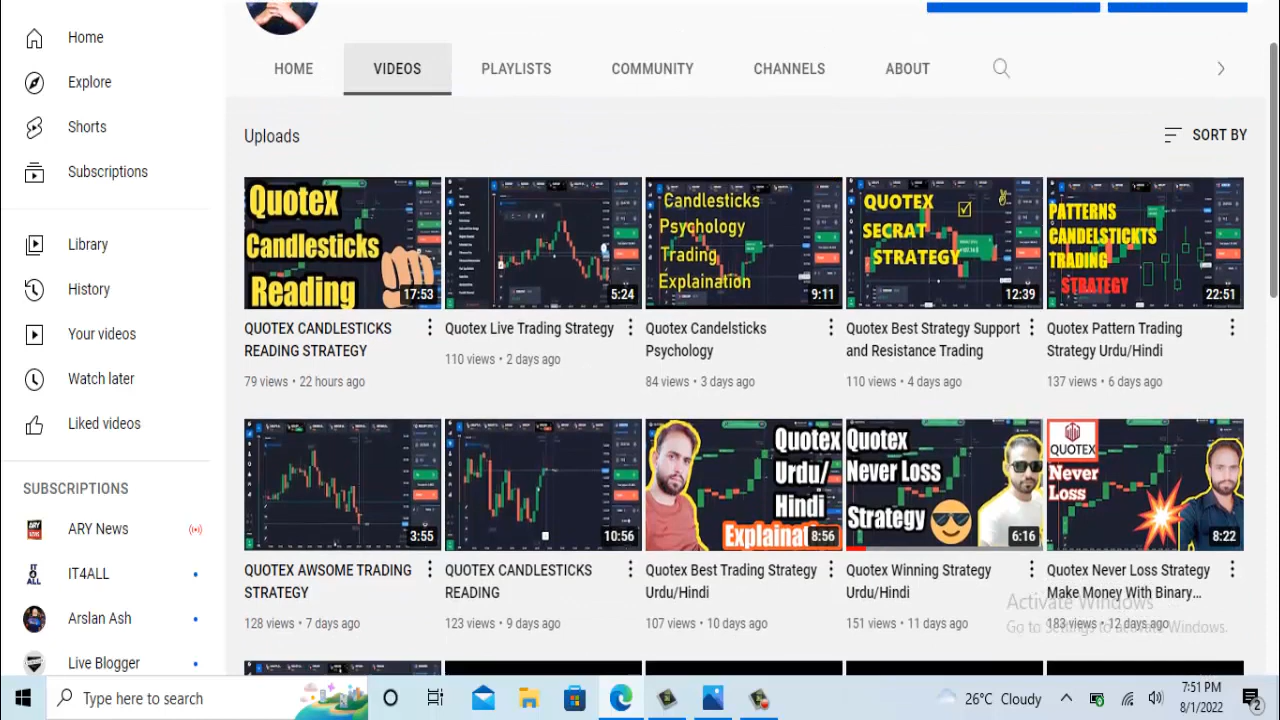 Home
Explore
Shorts
Subscriptions
Library
History
Your videos
Watch later
Liked videos
SUBSCRIPTIONS
ARY News
IT4ALL
Arslan Ash
Live Blogger
HOME
VIDEOS
PLAYLISTS
COMMUNITY
CHANNELS
ABOUT
Uploads
SORT BY
Quotex
Candlesticks
Reading
17:53
QUOTEX CANDLESTICKS
READING STRATEGY
79 views • 22 hours ago
5:24
Quotex Live Trading Strategy
110 views • 2 days ago
Candlesticks
Psychology
Trading
Explaination
9:11
Quotex Candelsticks
Psychology
84 views • 3 days ago
QUOTEX
SECRAT
STRATEGY
12:39
Quotex Best Strategy Support
and Resistance Trading
110 views • 4 days ago
PATTERNS
CANDELSTICKTS
TRADING
STRATEGY
22:51
Quotex Pattern Trading
Strategy Urdu/Hindi
137 views • 6 days ago
3:55
QUOTEX AWSOME TRADING
STRATEGY
128 views • 7 days ago
10:56
QUOTEX CANDLESTICKS
READING
123 views • 9 days ago
Quotex
Urdu/
Hindi
Explainat
8:56
Quotex Best Trading Strategy
Urdu/Hindi
107 views • 10 days ago
Quotex
Never Loss
Strategy
6:16
Quotex Winning Strategy
Urdu/Hindi
151 views • 11 days ago
QUOTEX
Never
Loss
8:22
Quotex Never Loss Strategy
Make Money With Binary...
183 views • 12 days ago
Activate Windows
Go to Settings to activate Windows.
Type here to search
26°C Cloudy
7:51 PM
8/1/2022
2